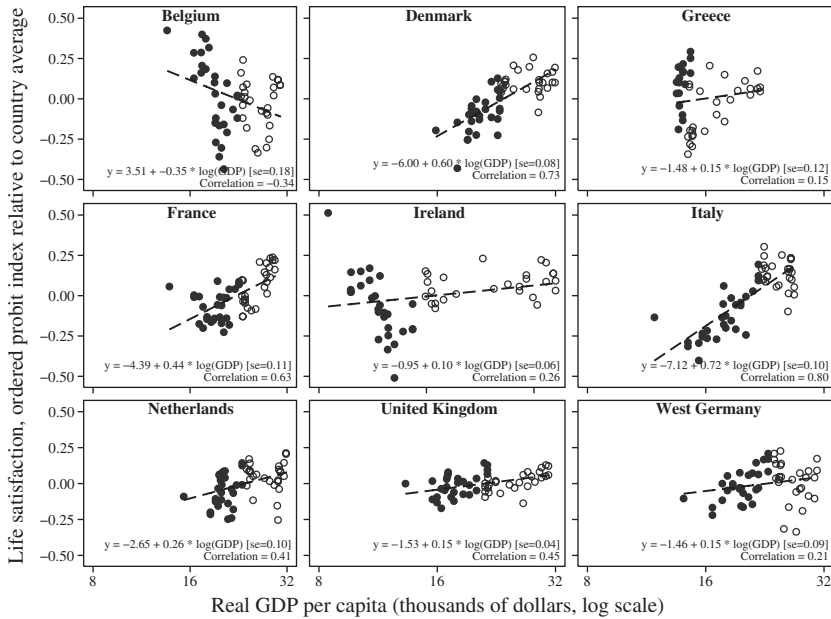 Life satisfaction, ordered probit index relative to country average
Belgium
Denmark
Greece
0.50
0.25
0.00
−0.25
−0.50
y = 3.51 + −0.35 * log(GDP) [se=0.18]
Correlation = −0.34
y = −6.00 + 0.60 * log(GDP) [se=0.08]
Correlation = 0.73
y = −1.48 + 0.15 * log(GDP) [se=0.12]
Correlation = 0.15
France
Ireland
Italy
0.50
0.25
0.00
−0.25
−0.50
y = −4.39 + 0.44 * log(GDP) [se=0.11]
Correlation = 0.63
y = −0.95 + 0.10 * log(GDP) [se=0.06]
Correlation = 0.26
y = −7.12 + 0.72 * log(GDP) [se=0.10]
Correlation = 0.80
Netherlands
United Kingdom
West Germany
0.50
0.25
0.00
−0.25
−0.50
y = −2.65 + 0.26 * log(GDP) [se=0.10]
Correlation = 0.41
y = −1.53 + 0.15 * log(GDP) [se=0.04]
Correlation = 0.45
y = −1.46 + 0.15 * log(GDP) [se=0.09]
Correlation = 0.21
8 16 32 8 16 32 8 16 32
Real GDP per capita (thousands of dollars, log scale)